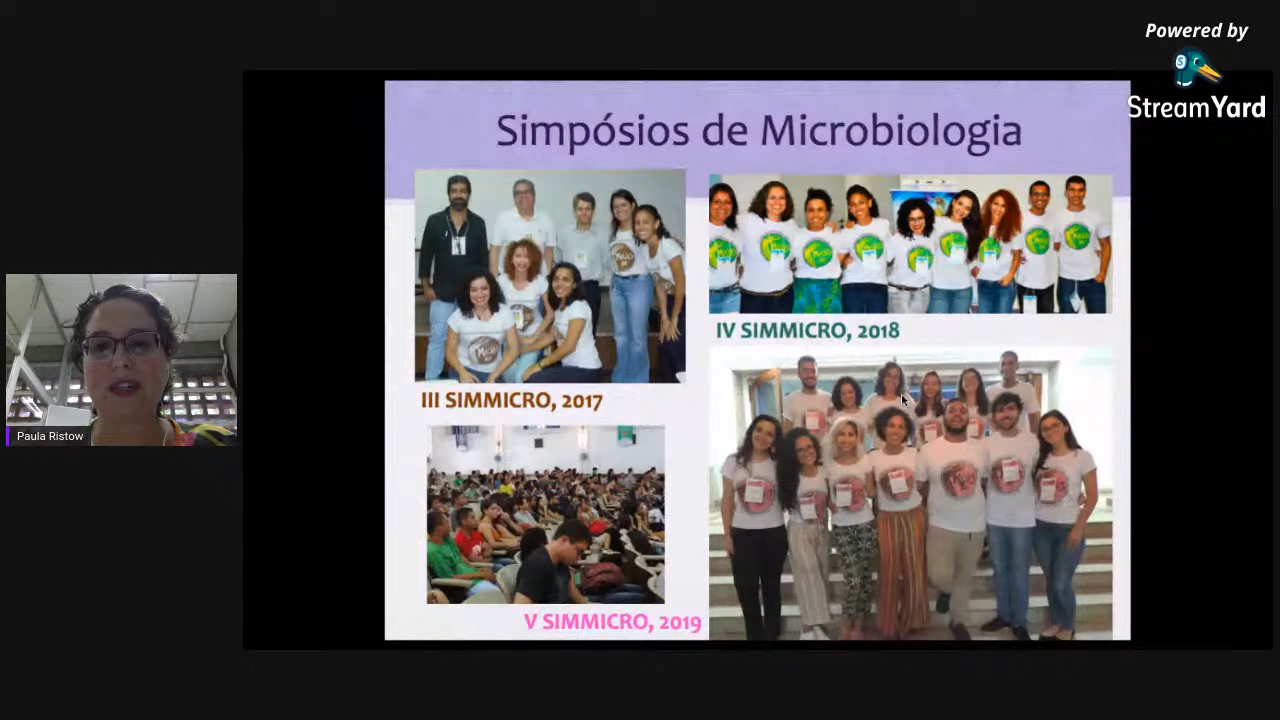 Powered by
StreamYard
Simpósios de Microbiologia
III SIMMICRO, 2017
IV SIMMICRO, 2018
V SIMMICRO, 2019
Paula Ristow